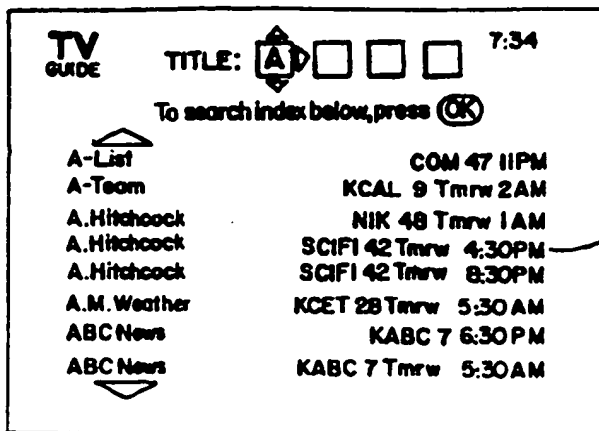 TV GUIDE
TITLE: A
7:34
To search index below, press OK
A-List COM 47 11PM
A-Team KCAL 9 Tmrw 2AM
A.Hitchcock NIK 48 Tmrw 1AM
A.Hitchcock SCIFI 42 Tmrw 4:30PM
A.Hitchcock SCIFI 42 Tmrw 8:30PM
A.M.Weather KCET 28 Tmrw 5:30AM
ABC News KABC 7 6:30PM
ABC News KABC 7 Tmrw 5:30AM